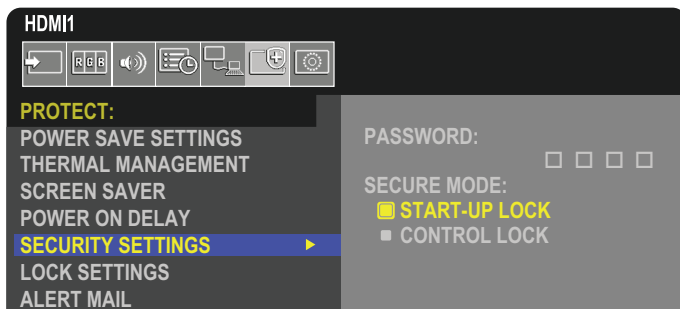 HDMI1
R G B
PROTECT:
POWER SAVE SETTINGS
THERMAL MANAGEMENT
SCREEN SAVER
POWER ON DELAY
SECURITY SETTINGS
LOCK SETTINGS
ALERT MAIL
PASSWORD:
SECURE MODE:
START-UP LOCK
CONTROL LOCK